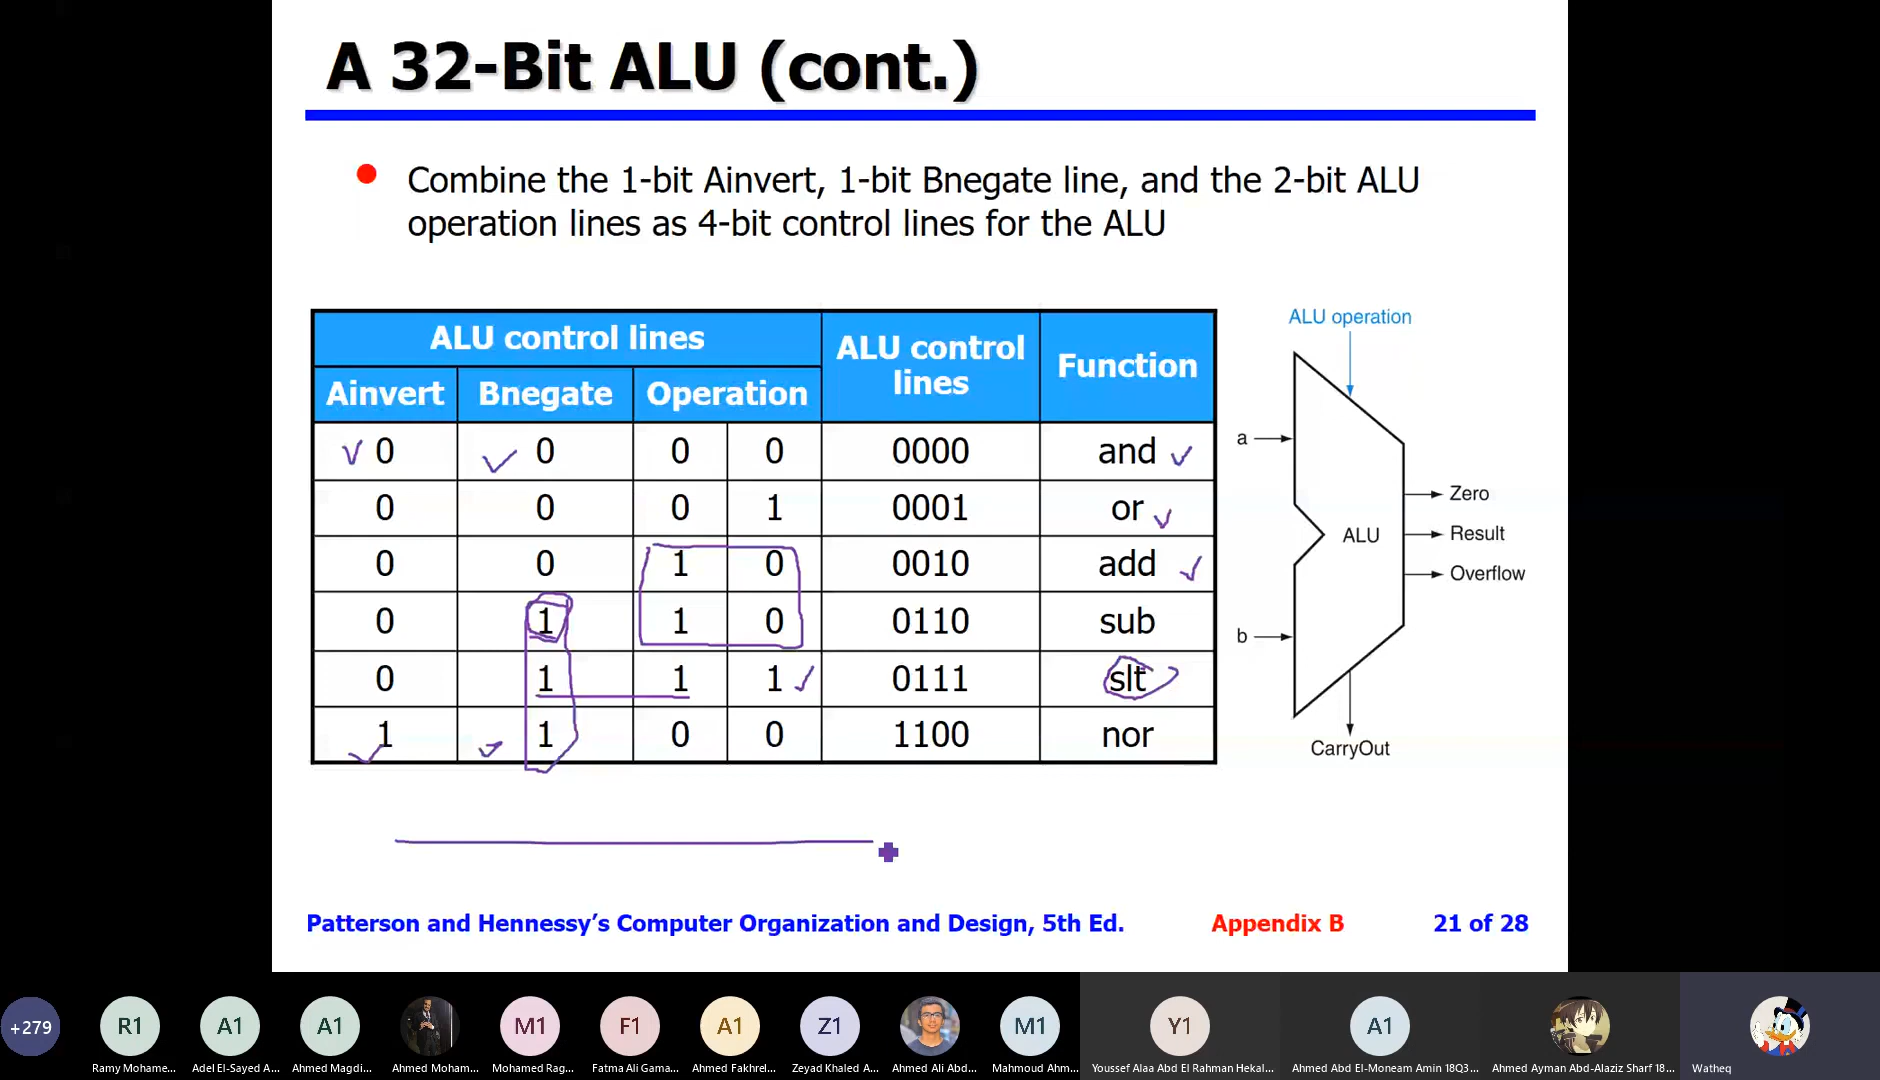 A 32-Bit ALU (cont.)
Combine the 1-bit Ainvert, 1-bit Bnegate line, and the 2-bit ALU
operation lines as 4-bit control lines for the ALU
ALU control lines ALU control lines Function
Ainvert Bnegate Operation
0 0 0 0 0000 and
0 0 0 1 0001 or
0 0 1 0 0010 add
0 1 1 0 0110 sub
0 1 1 1 0111 slt
1 1 0 0 1100 nor
ALU operation
a
Zero
ALU
Result
Overflow
b
CarryOut
Patterson and Hennessy’s Computer Organization and Design, 5th Ed. Appendix B 21 of 28
+279 R1 A1 A1 M1 F1 A1 Z1 M1 Y1 A1
Ramy Mohame... Adel El-Sayed A... Ahmed Magdi... Ahmed Moham... Mohamed Rag... Fatma Ali Gama... Ahmed Fakhrel... Zeyad Khaled A... Ahmed Ali Abd... Mahmoud Ahm... Youssef Alaa Abd El Rahman Hekal... Ahmed Abd El-Moneam Amin 18Q3... Ahmed Ayman Abd-Alaziz Sharf 18... Watheq